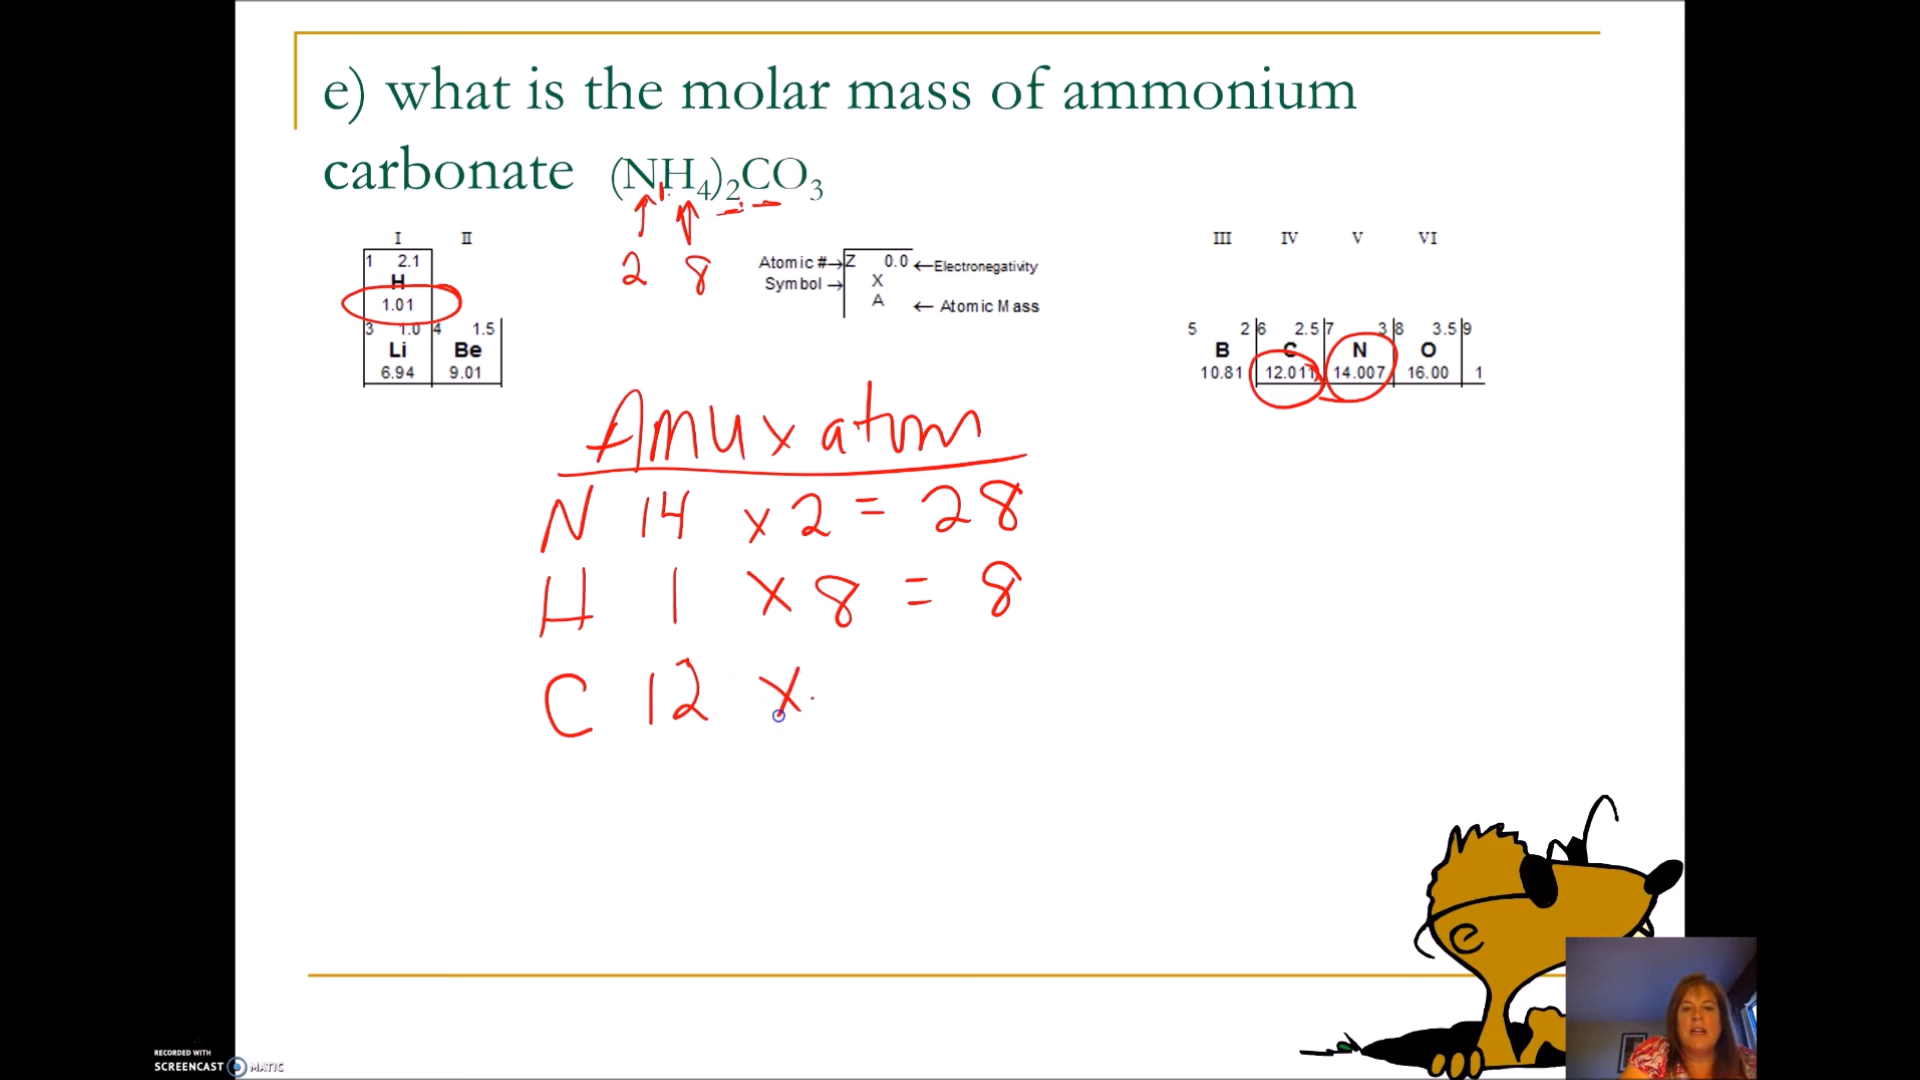 e) what is the molar mass of ammonium
carbonate (NH₄)₂CO₃
2 8
I II
1 2.1
H
1.01
3 1.0 4 1.5
Li Be
6.94 9.01
Atomic #→ Z 0.0 ← Electronegativity
Symbol → X
A ← Atomic Mass
III IV V VI
5 2 6 2.5 7 3 8 3.5 9
B C N O
10.81 12.011 14.007 16.00 1
Amu x atom
N 14 x 2 = 28
H 1 x 8 = 8
C 12 x
RECORDED WITH
SCREENCAST MATIC